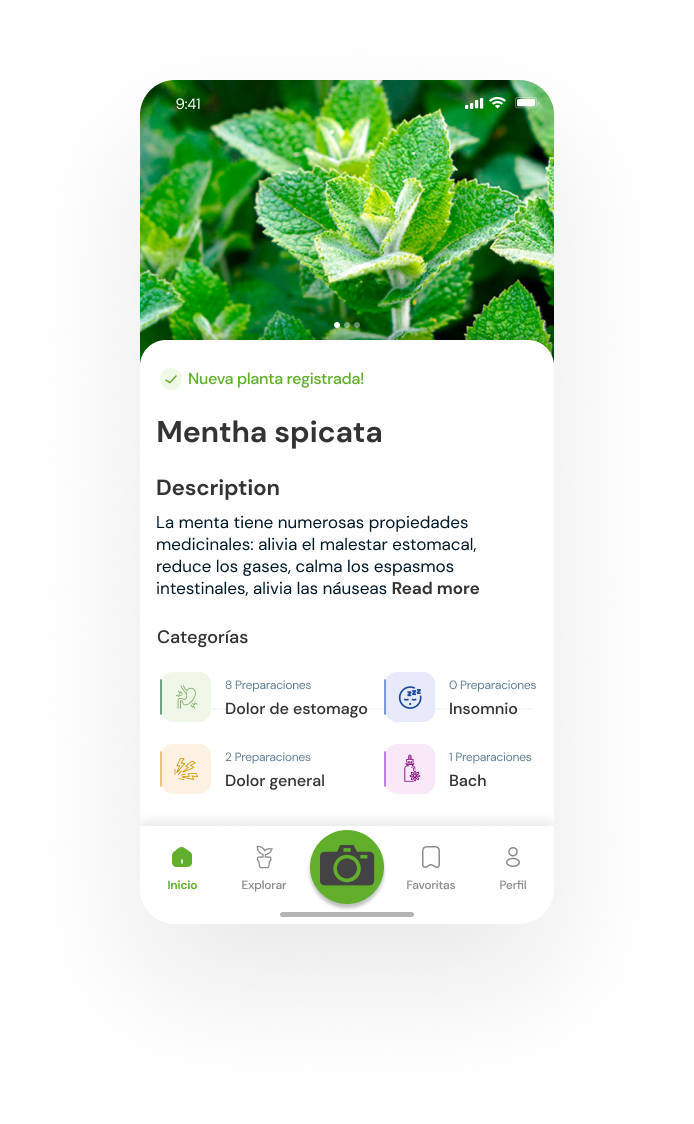 9:41
Nueva planta registrada!
Mentha spicata
Description
La menta tiene numerosas propiedades
medicinales: alivia el malestar estomacal,
reduce los gases, calma los espasmos
intestinales, alivia las náuseas Read more
Categorías
8 Preparaciones
Dolor de estomago
0 Preparaciones
zzz
Insomnio
2 Preparaciones
Dolor general
1 Preparaciones
Bach
Inicio
Explorar
Favoritas
Perfil